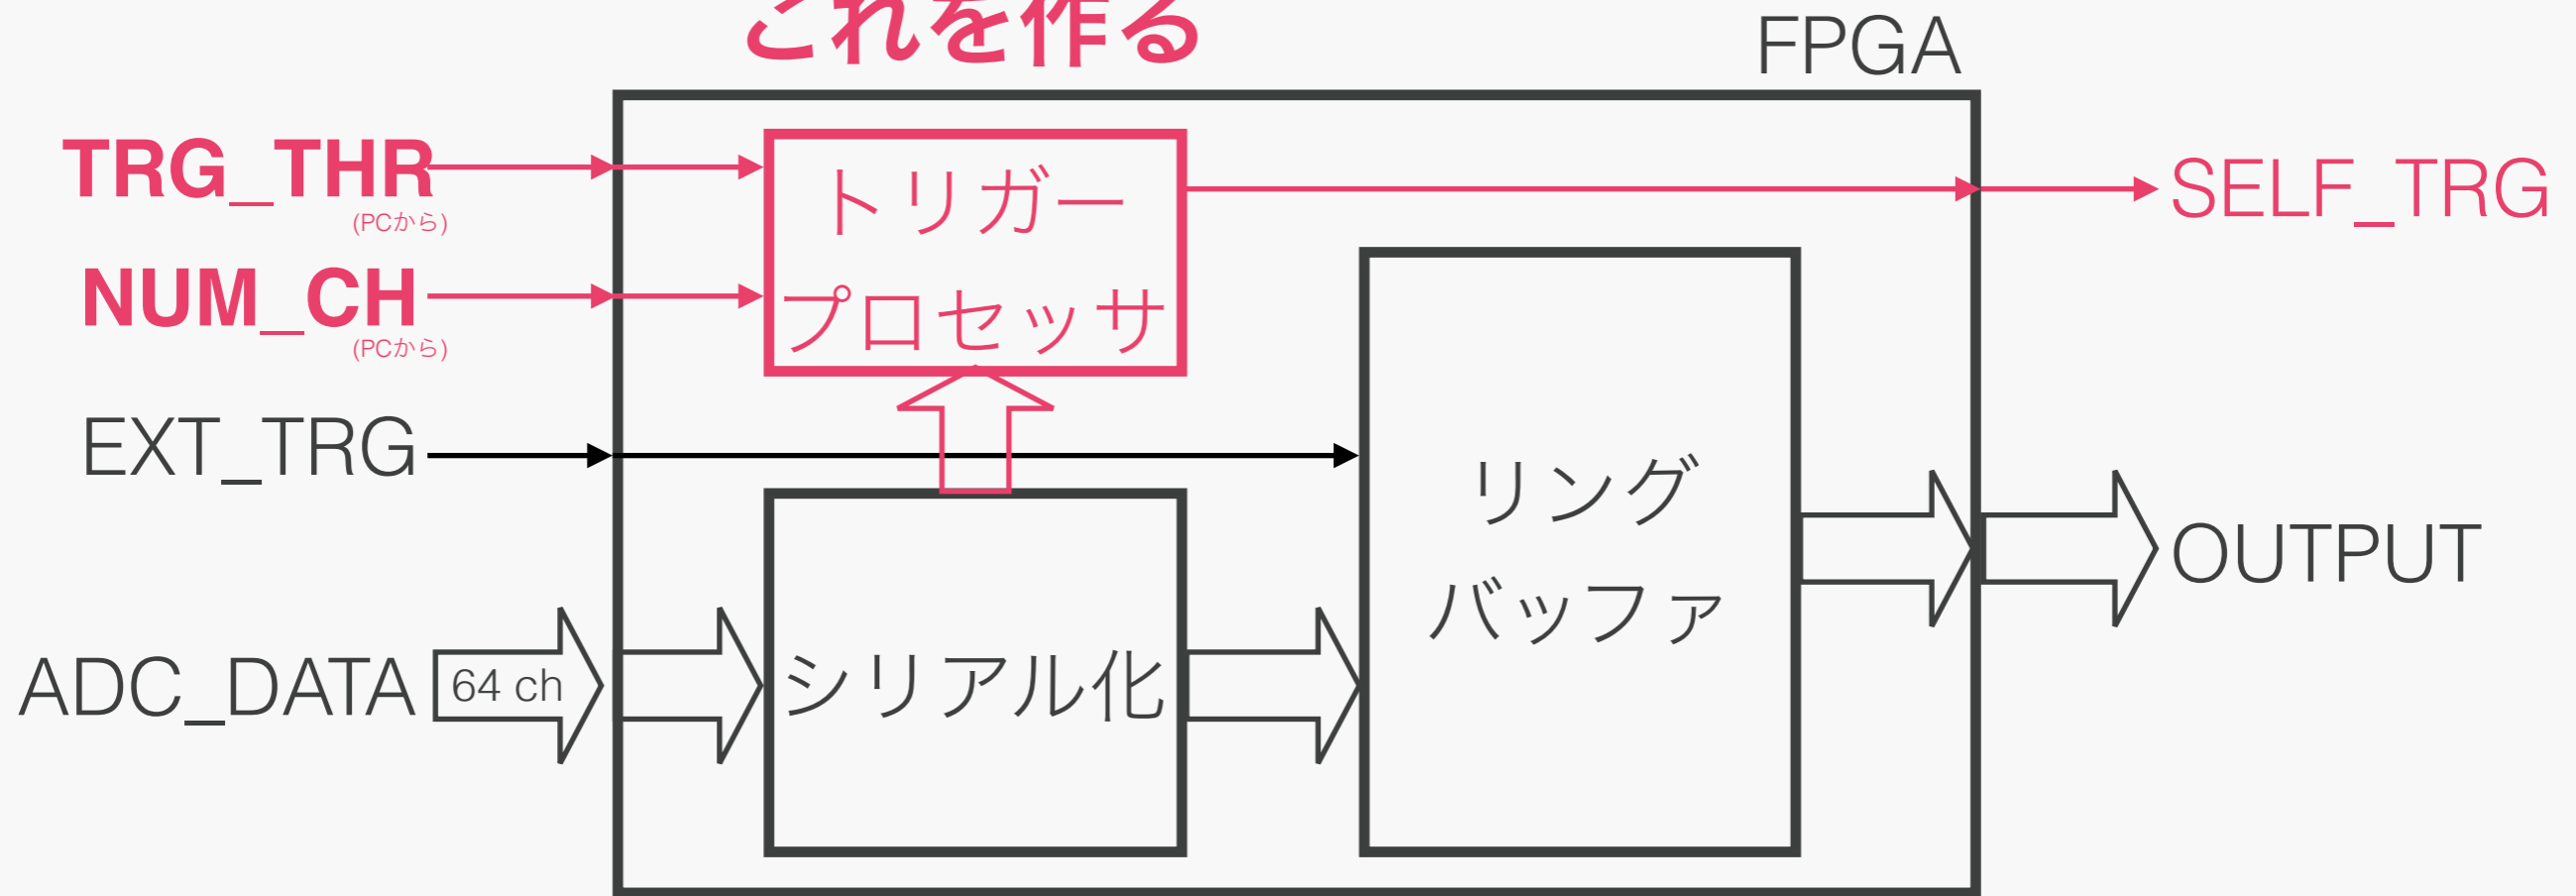 これを作る
FPGA
TRG_THR
(PCから)
NUM_CH
(PCから)
EXT_TRG
ADC_DATA
64 ch
トリガー
プロセッサ
シリアル化
リング
バッファ
SELF_TRG
OUTPUT